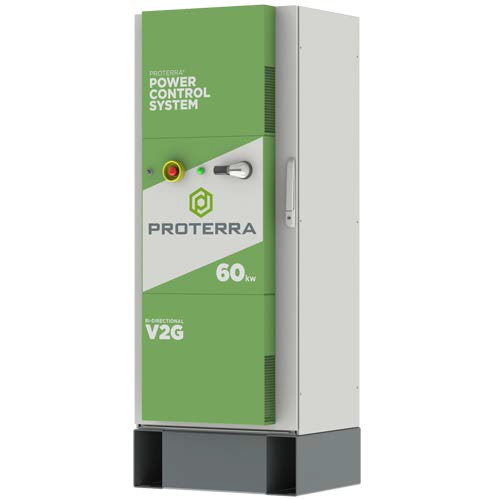 PROTERRA®
POWER
CONTROL
SYSTEM
PROTERRA
60kw
BI-DIRECTIONAL
V2G